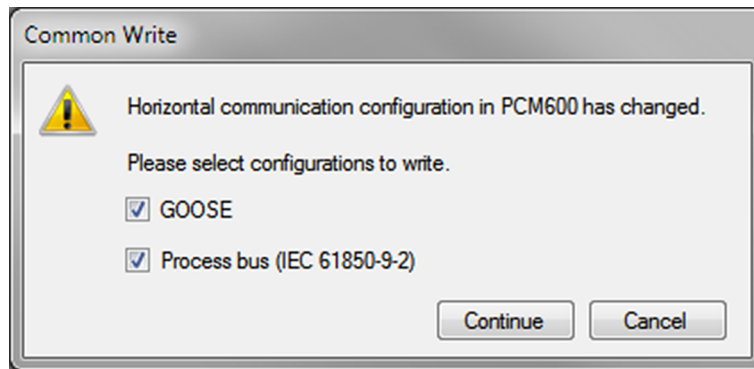 Common Write
Horizontal communication configuration in PCM600 has changed.
Please select configurations to write.
GOOSE
Process bus (IEC 61850-9-2)
Continue
Cancel